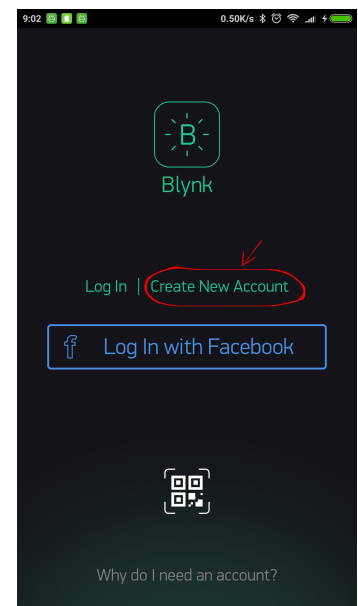 9:02 0.50K/s
B
Blynk
Log In | Create New Account
f Log In with Facebook
Why do I need an account?